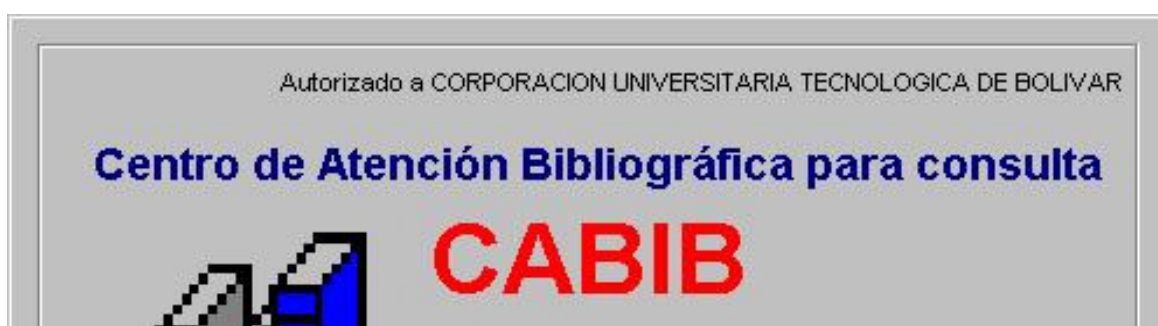 Autorizado a CORPORACION UNIVERSITARIA TECNOLOGICA DE BOLIVAR
Centro de Atención Bibliográfica para consulta
CABIB